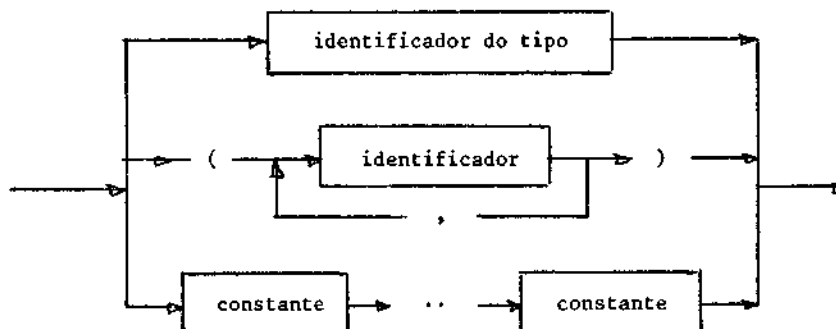 identificador do tipo
( identificador )
,
constante .. constante